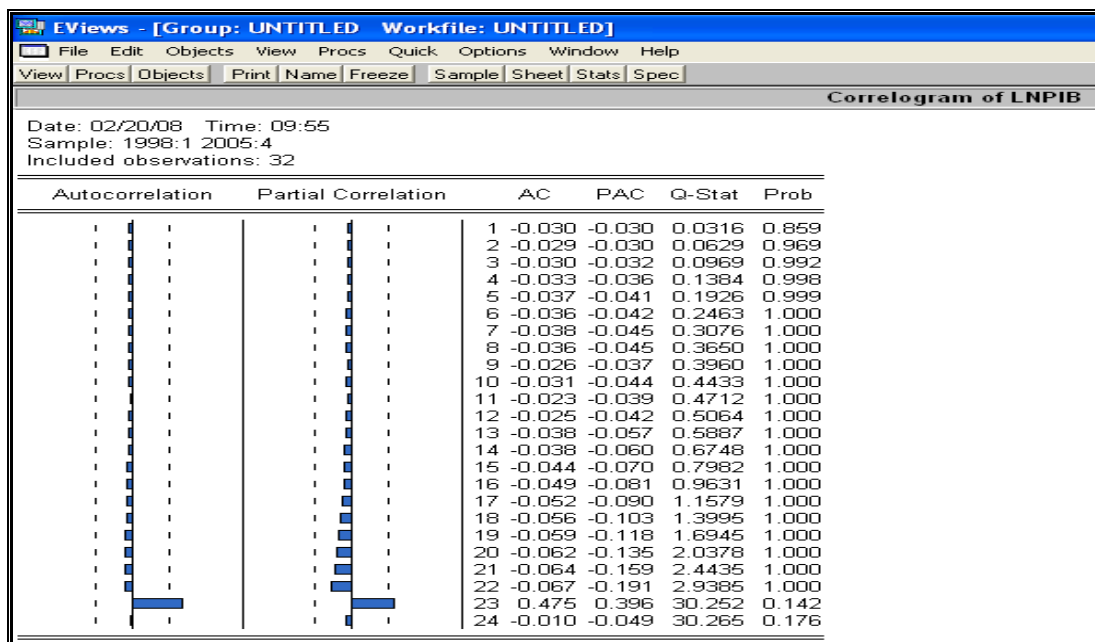 EViews - [Group: UNTITLED Workfile: UNTITLED]
File Edit Objects View Procs Quick Options Window Help
View Procs Objects Print Name Freeze Sample Sheet Stats Spec
Correlogram of LNPIB
Date: 02/20/08 Time: 09:55
Sample: 1998:1 2005:4
Included observations: 32
Autocorrelation Partial Correlation AC PAC Q-Stat Prob
1 -0.030 -0.030 0.0316 0.859
2 -0.029 -0.030 0.0629 0.969
3 -0.030 -0.032 0.0969 0.992
4 -0.033 -0.036 0.1384 0.998
5 -0.037 -0.041 0.1926 0.999
6 -0.036 -0.042 0.2463 1.000
7 -0.038 -0.045 0.3076 1.000
8 -0.036 -0.045 0.3650 1.000
9 -0.026 -0.037 0.3960 1.000
10 -0.031 -0.044 0.4433 1.000
11 -0.023 -0.039 0.4712 1.000
12 -0.025 -0.042 0.5064 1.000
13 -0.038 -0.057 0.5887 1.000
14 -0.038 -0.060 0.6748 1.000
15 -0.044 -0.070 0.7982 1.000
16 -0.049 -0.081 0.9631 1.000
17 -0.052 -0.090 1.1579 1.000
18 -0.056 -0.103 1.3995 1.000
19 -0.059 -0.118 1.6945 1.000
20 -0.062 -0.135 2.0378 1.000
21 -0.064 -0.159 2.4435 1.000
22 -0.067 -0.191 2.9385 1.000
23 0.475 0.396 30.252 0.142
24 -0.010 -0.049 30.265 0.176